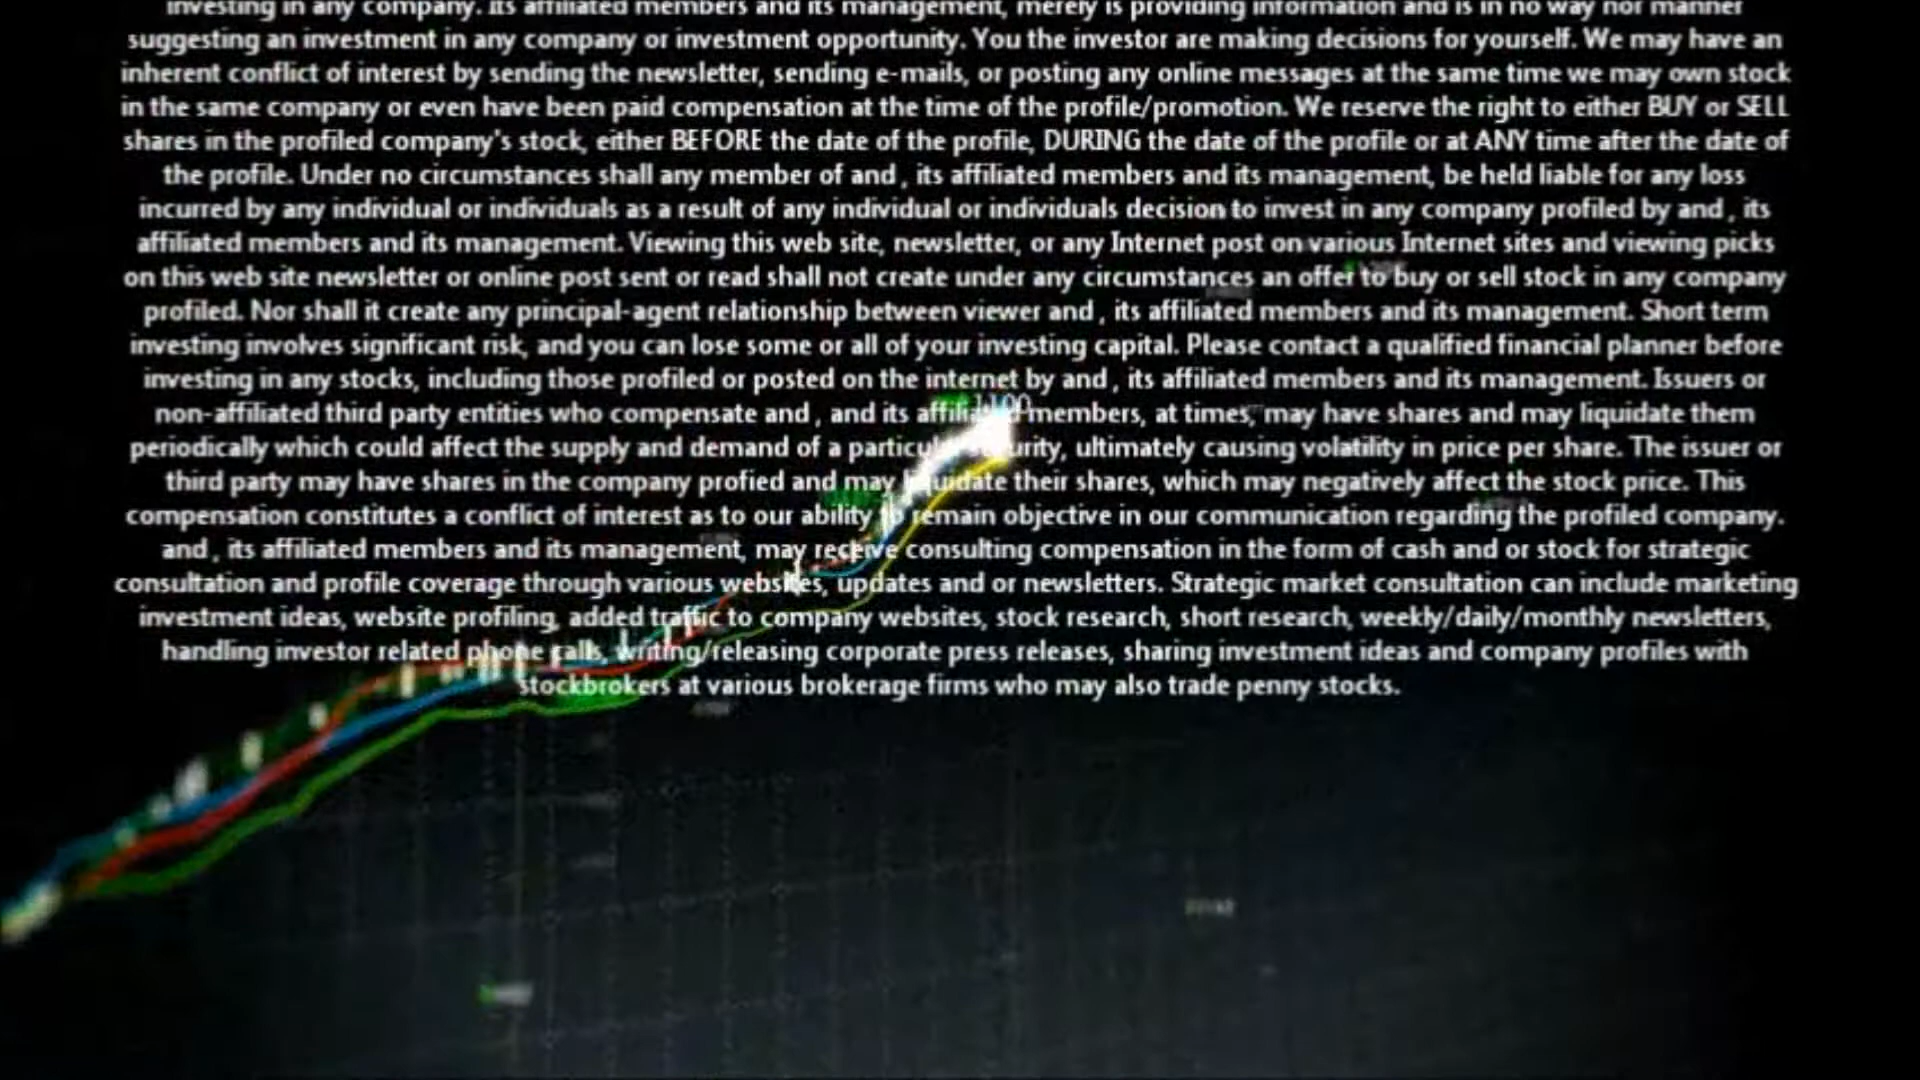 investing in any company. Its affiliated members and its management, merely is providing information and is in no way nor manner
suggesting an investment in any company or investment opportunity. You the investor are making decisions for yourself. We may have an
inherent conflict of interest by sending the newsletter, sending e-mails, or posting any online messages at the same time we may own stock
in the same company or even have been paid compensation at the time of the profile/promotion. We reserve the right to either BUY or SELL
shares in the profiled company's stock, either BEFORE the date of the profile, DURING the date of the profile or at ANY time after the date of
the profile. Under no circumstances shall any member of and , its affiliated members and its management, be held liable for any loss
incurred by any individual or individuals as a result of any individual or individuals decision to invest in any company profiled by and , its
affiliated members and its management. Viewing this web site, newsletter, or any Internet post on various Internet sites and viewing picks
on this web site newsletter or online post sent or read shall not create under any circumstances an offer to buy or sell stock in any company
profiled. Nor shall it create any principal-agent relationship between viewer and , its affiliated members and its management. Short term
investing involves significant risk, and you can lose some or all of your investing capital. Please contact a qualified financial planner before
investing in any stocks, including those profiled or posted on the internet by and , its affiliated members and its management. Issuers or
non-affiliated third party entities who compensate and , and its affiliated members, at times, may have shares and may liquidate them
periodically which could affect the supply and demand of a particular security, ultimately causing volatility in price per share. The issuer or
third party may have shares in the company profied and may liquidate their shares, which may negatively affect the stock price. This
compensation constitutes a conflict of interest as to our ability to remain objective in our communication regarding the profiled company.
and , its affiliated members and its management, may receive consulting compensation in the form of cash and or stock for strategic
consultation and profile coverage through various websites, updates and or newsletters. Strategic market consultation can include marketing
investment ideas, website profiling, added traffic to company websites, stock research, short research, weekly/daily/monthly newsletters,
handling investor related phone calls, writing/releasing corporate press releases, sharing investment ideas and company profiles with
stockbrokers at various brokerage firms who may also trade penny stocks.